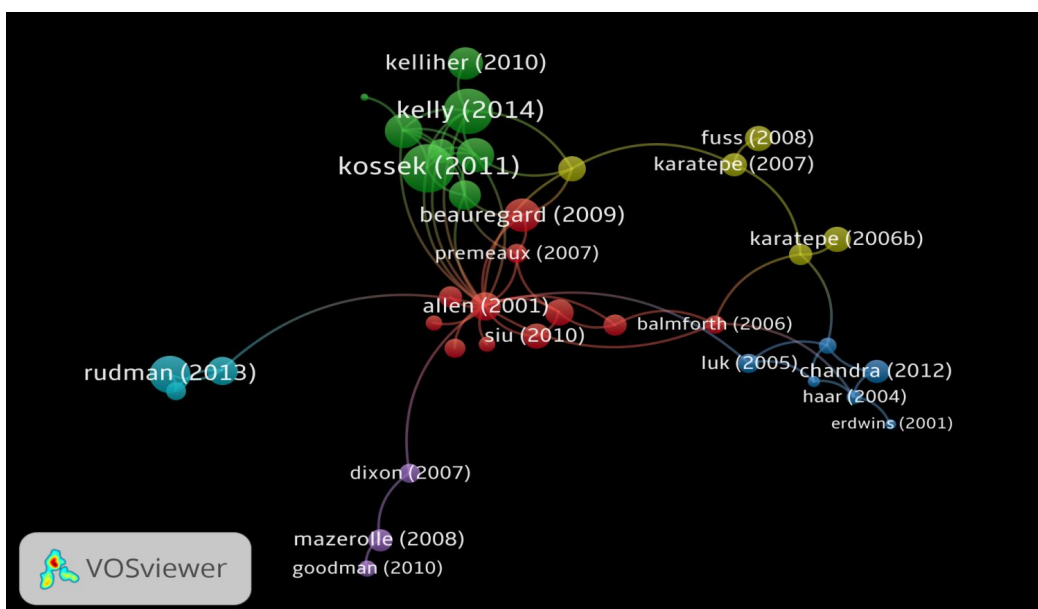 kelliher (2010)
kelly (2014)
fuss (2008)
karatepe (2007)
kossek (2011)
beauregard (2009)
karatepe (2006b)
premeaux (2007)
allen (2001)
balmforth (2006)
siu (2010)
luk (2005)
chandra (2012)
rudman (2013)
haar (2004)
erdwins (2001)
dixon (2007)
mazerolle (2008)
goodman (2010)
VOSviewer